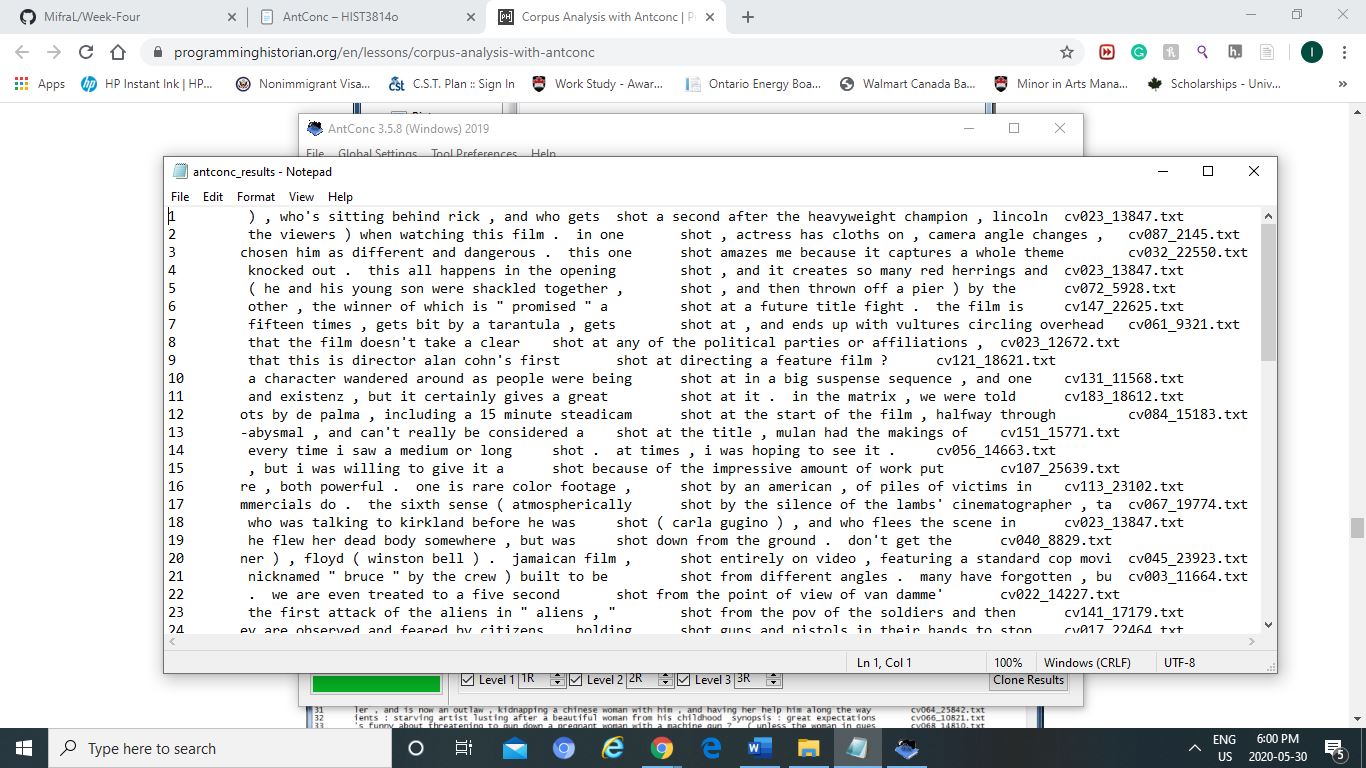 MifraL/Week-Four
AntConc – HIST3814o
Corpus Analysis with Antconc | P
programminghistorian.org/en/lessons/corpus-analysis-with-antconc
Apps HP Instant Ink | HP... Nonimmigrant Visa... C.S.T. Plan :: Sign In Work Study - Awar... Ontario Energy Boa... Walmart Canada Ba... Minor in Arts Mana... Scholarships - Univ... »
AntConc 3.5.8 (Windows) 2019
File Global Settings Tool Preferences Help
antconc_results - Notepad
File Edit Format View Help
1 ) , who's sitting behind rick , and who gets shot a second after the heavyweight champion , lincoln cv023_13847.txt
2 the viewers ) when watching this film . in one shot , actress has cloths on , camera angle changes , cv087_2145.txt
3 chosen him as different and dangerous . this one shot amazes me because it captures a whole theme cv032_22550.txt
4 knocked out . this all happens in the opening shot , and it creates so many red herrings and cv023_13847.txt
5 ( he and his young son were shackled together , shot , and then thrown off a pier ) by the cv072_5928.txt
6 other , the winner of which is " promised " a shot at a future title fight . the film is cv147_22625.txt
7 fifteen times , gets bit by a tarantula , gets shot at , and ends up with vultures circling overhead cv061_9321.txt
8 that the film doesn't take a clear shot at any of the political parties or affiliations , cv023_12672.txt
9 that this is director alan cohn's first shot at directing a feature film ? cv121_18621.txt
10 a character wandered around as people were being shot at in a big suspense sequence , and one cv131_11568.txt
11 and existenz , but it certainly gives a great shot at it . in the matrix , we were told cv183_18612.txt
12 ots by de palma , including a 15 minute steadicam shot at the start of the film , halfway through cv084_15183.txt
13 -abysmal , and can't really be considered a shot at the title , mulan had the makings of cv151_15771.txt
14 every time i saw a medium or long shot . at times , i was hoping to see it . cv056_14663.txt
15 , but i was willing to give it a shot because of the impressive amount of work put cv107_25639.txt
16 re , both powerful . one is rare color footage , shot by an american , of piles of victims in cv113_23102.txt
17 mmercials do . the sixth sense ( atmospherically shot by the silence of the lambs' cinematographer , ta cv067_19774.txt
18 who was talking to kirkland before he was shot ( carla gugino ) , and who flees the scene in cv023_13847.txt
19 he flew her dead body somewhere , but was shot down from the ground . don't get the cv040_8829.txt
20 ner ) , floyd ( winston bell ) . jamaican film , shot entirely on video , featuring a standard cop movi cv045_23923.txt
21 nicknamed " bruce " by the crew ) built to be shot from different angles . many have forgotten , bu cv003_11664.txt
22 . we are even treated to a five second shot from the point of view of van damme' cv022_14227.txt
23 the first attack of the aliens in " aliens , " shot from the pov of the soldiers and then cv141_17179.txt
24 ey are observed and feared by citizens holding shot guns and pistols in their hands to stop cv017_22464.txt
Ln 1, Col 1 100% Windows (CRLF) UTF-8
Level 1 1R Level 2 2R Level 3 3R Clone Results
31 ler , and is now an outlaw , kidnapping a chinese woman with him , and having her help him along the way cv064_25842.txt
32 ients : starving artist lusting after a beautiful woman from his childhood synopsis : great expectations cv066_10821.txt
33 's funny about threatening to gun down a pregnant woman with a machine gun ? ( unless the woman in ques cv068_14810.txt
Type here to search
ENG
US
6:00 PM
2020-05-30
5